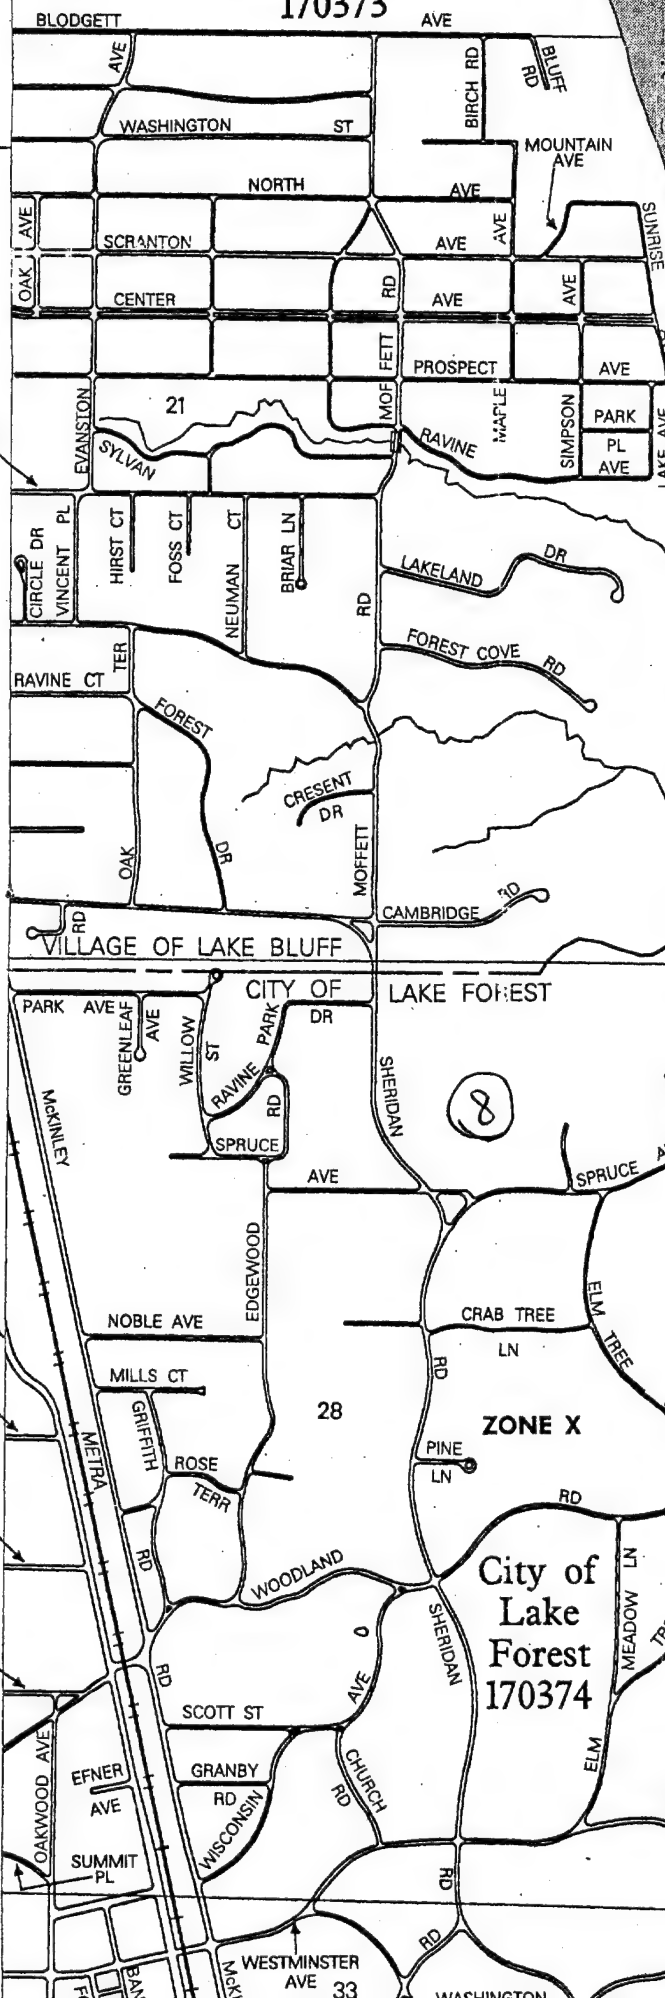 170373
BLODGETT AVE
AVE
BIRCH RD
BLUFF RD
WASHINGTON ST
MOUNTAIN AVE
NORTH AVE
AVE
OAK AVE
SCRANTON AVE
SUNRISE
CENTER AVE
RD
AVE
MOFFETT
PROSPECT AVE
MAPLE
21
EVANSTON
SYLVAN
RAVINE
SIMPSON
PARK
PL
AVE
LAKE AVE
CIRCLE DR
VINCENT PL
HIRST CT
FOSS CT
NEUMAN CT
BRIAR LN
RD
LAKELAND DR
FOREST COVE RD
TER
RAVINE CT
FOREST
CRESENT
DR
DR
OAK
MOFFETT
RD
CAMBRIDGE RD
VILLAGE OF LAKE BLUFF
CITY OF LAKE FOREST
PARK AVE
GREENLEAF AVE
WILLOW ST
PARK
DR
RAVINE
RD
SHERIDAN
8
McKINLEY
SPRUCE
AVE
SPRUCE
EDGEWOOD
ELM TREE
NOBLE AVE
CRAB TREE
LN
RD
MILLS CT
28
GRIFFITH
ZONE X
METRA
PINE
LN
ROSE
TERR
RD
RD
WOODLAND
City of
Lake
Forest
170374
MEADOW LN
SHERIDAN
RD
AVE
SCOTT ST
ELM
OAKWOOD AVE
EFNER
AVE
GRANBY
RD
WISCONSIN
CHURCH
RD
SUMMIT
PL
RD
RD
WESTMINSTER
AVE
33
WASHINGTON